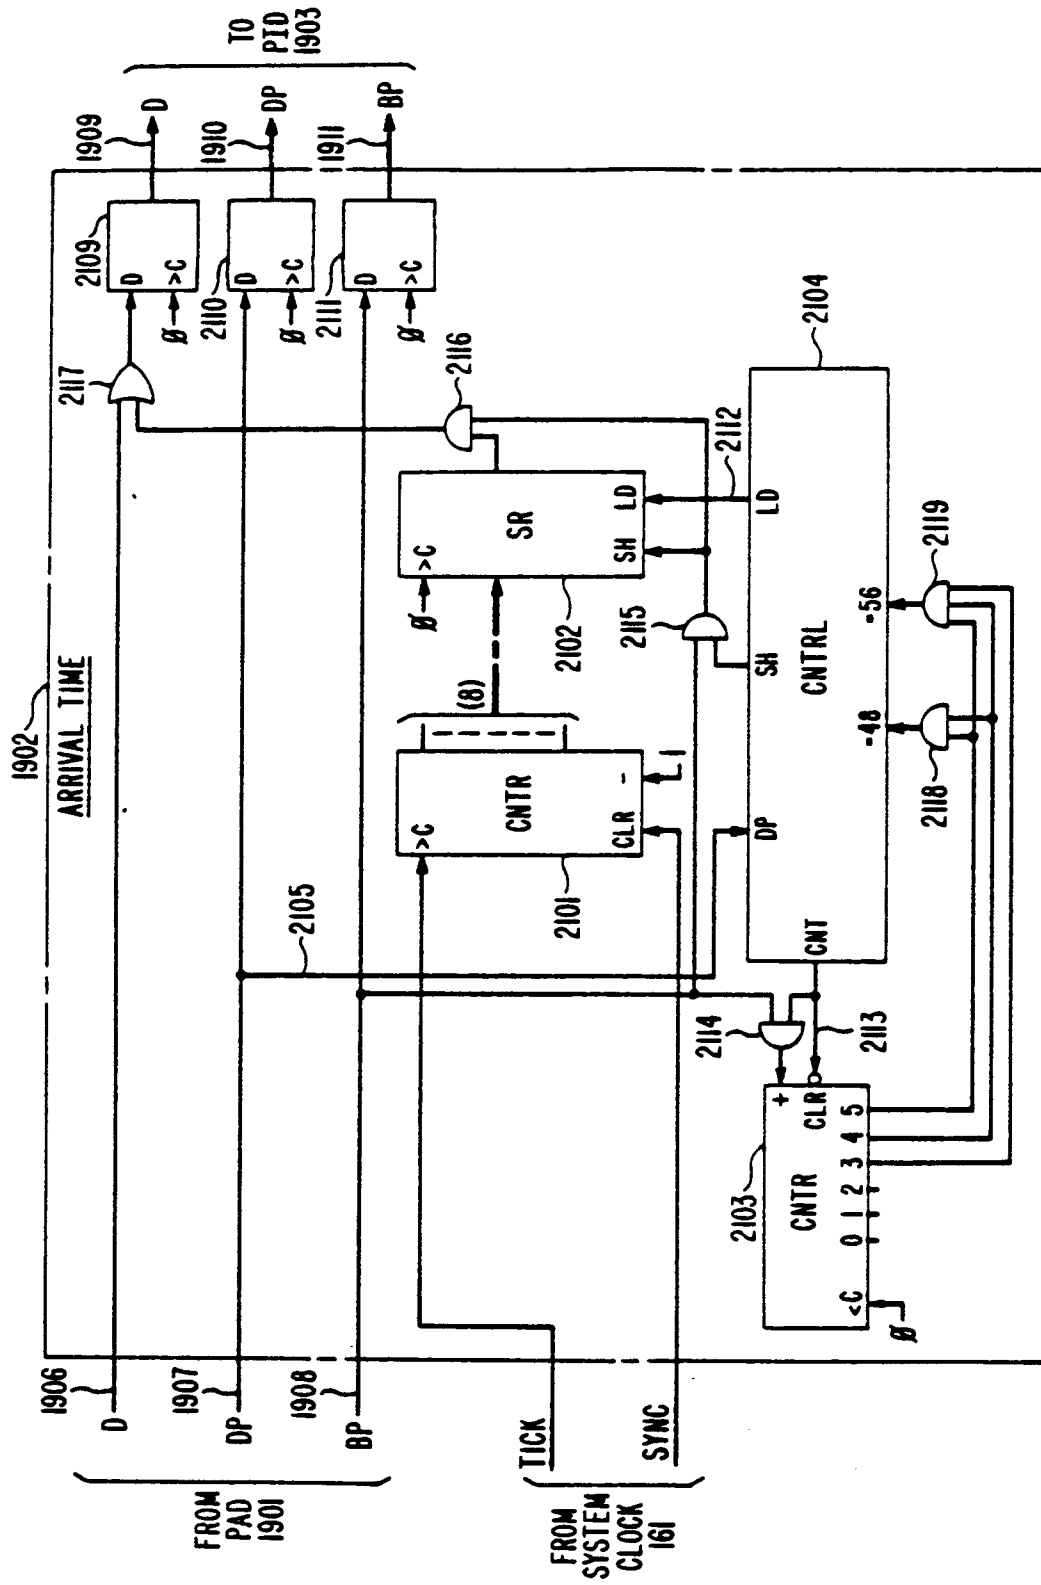 1902
ARRIVAL TIME
FROM
PAD
1901
D
1906
DP
1907
BP
1908
FROM
SYSTEM
CLOCK
161
TICK
SYNC
2105
2117
2109
D
>C
Ø
1909
D
2110
D
>C
Ø
1910
DP
2111
D
>C
Ø
1911
BP
TO
PID
1903
>C
CNTR
CLR
-
1
2101
(8)
Ø
>C
SR
SH
LD
2102
2116
2112
2115
2114
2113
2103
+
CLR
CNTR
<C
0 1 2 3 4 5
Ø
CNT
DP
SH
LD
CNTRL
=48
=56
2104
2118
2119